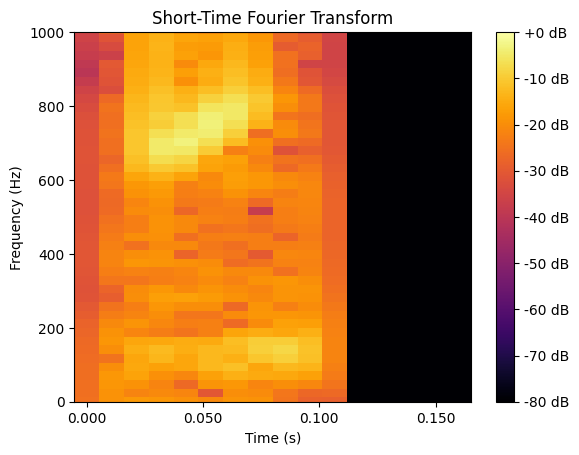 Short-Time Fourier Transform
1000
800
600
400
200
0
Frequency (Hz)
0.000
0.050
0.100
0.150
Time (s)
+0 dB
-10 dB
-20 dB
-30 dB
-40 dB
-50 dB
-60 dB
-70 dB
-80 dB